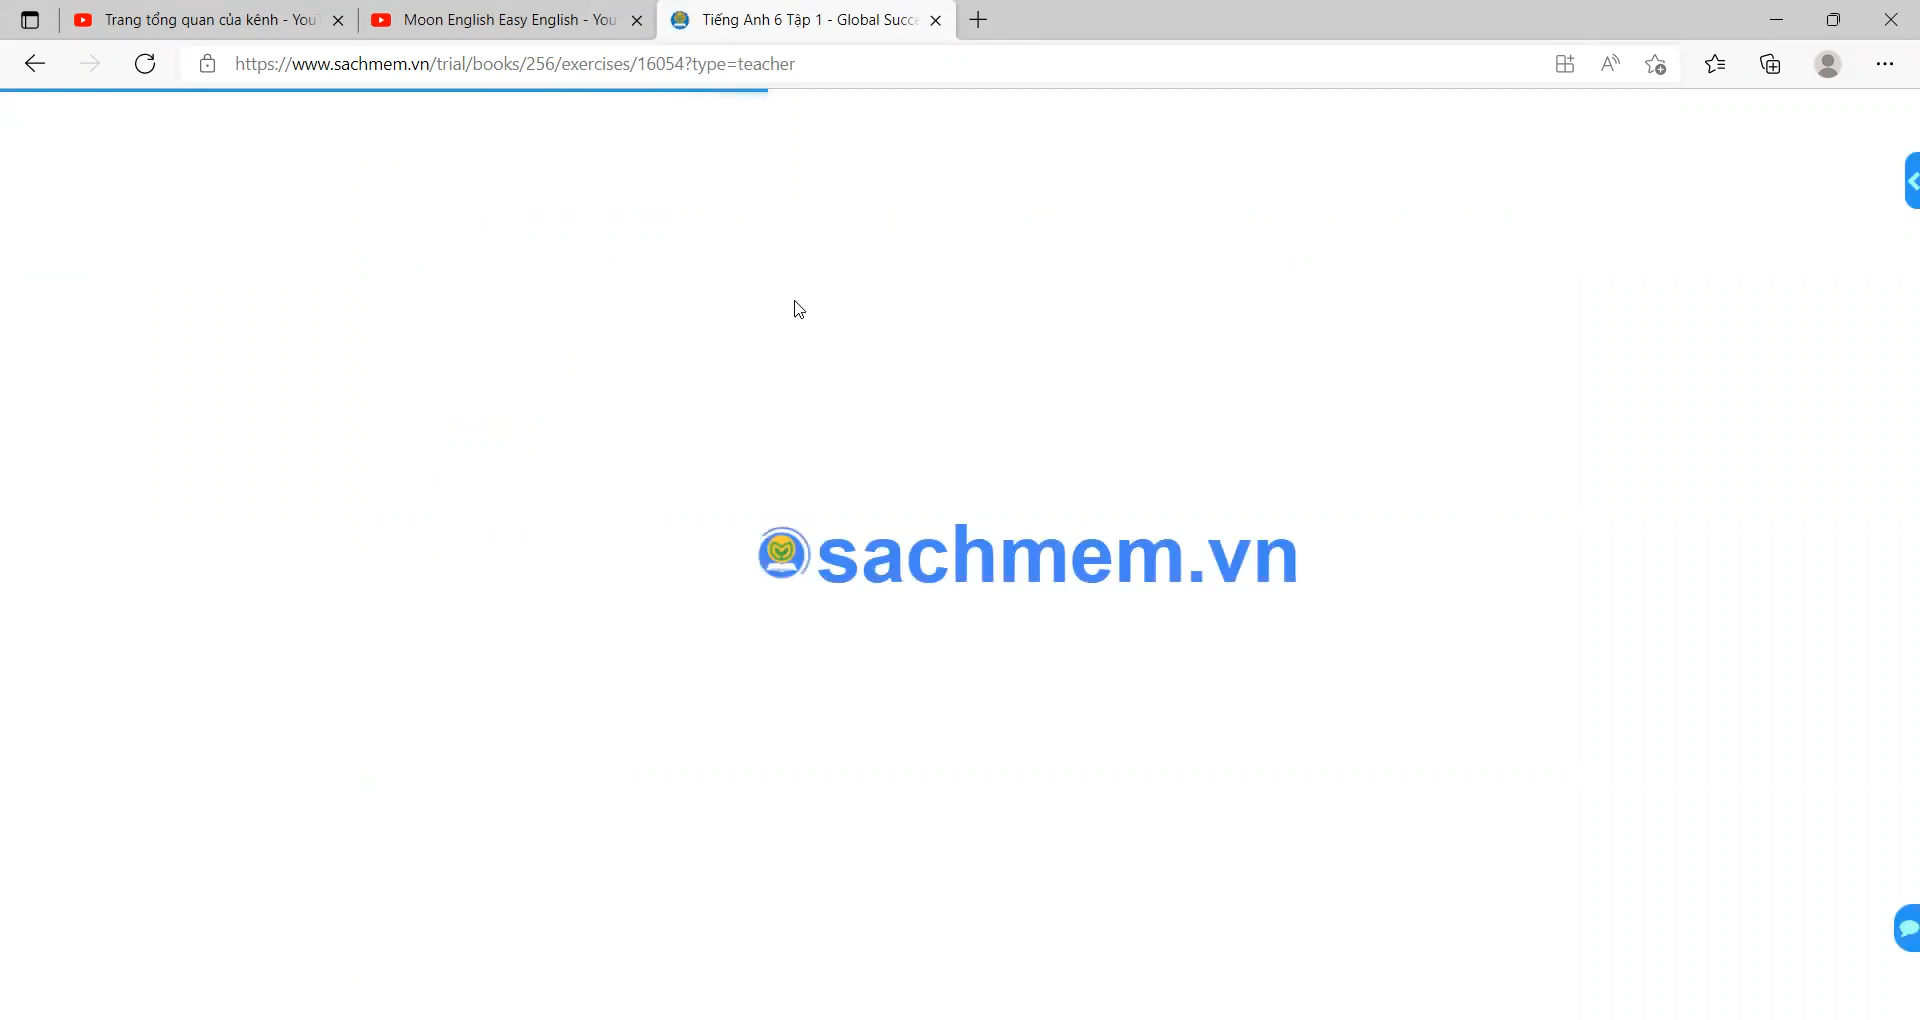 Trang tổng quan của kênh - You
Moon English Easy English - You
Tiếng Anh 6 Tập 1 - Global Succe
https://www.sachmem.vn/trial/books/256/exercises/16054?type=teacher
sachmem.vn